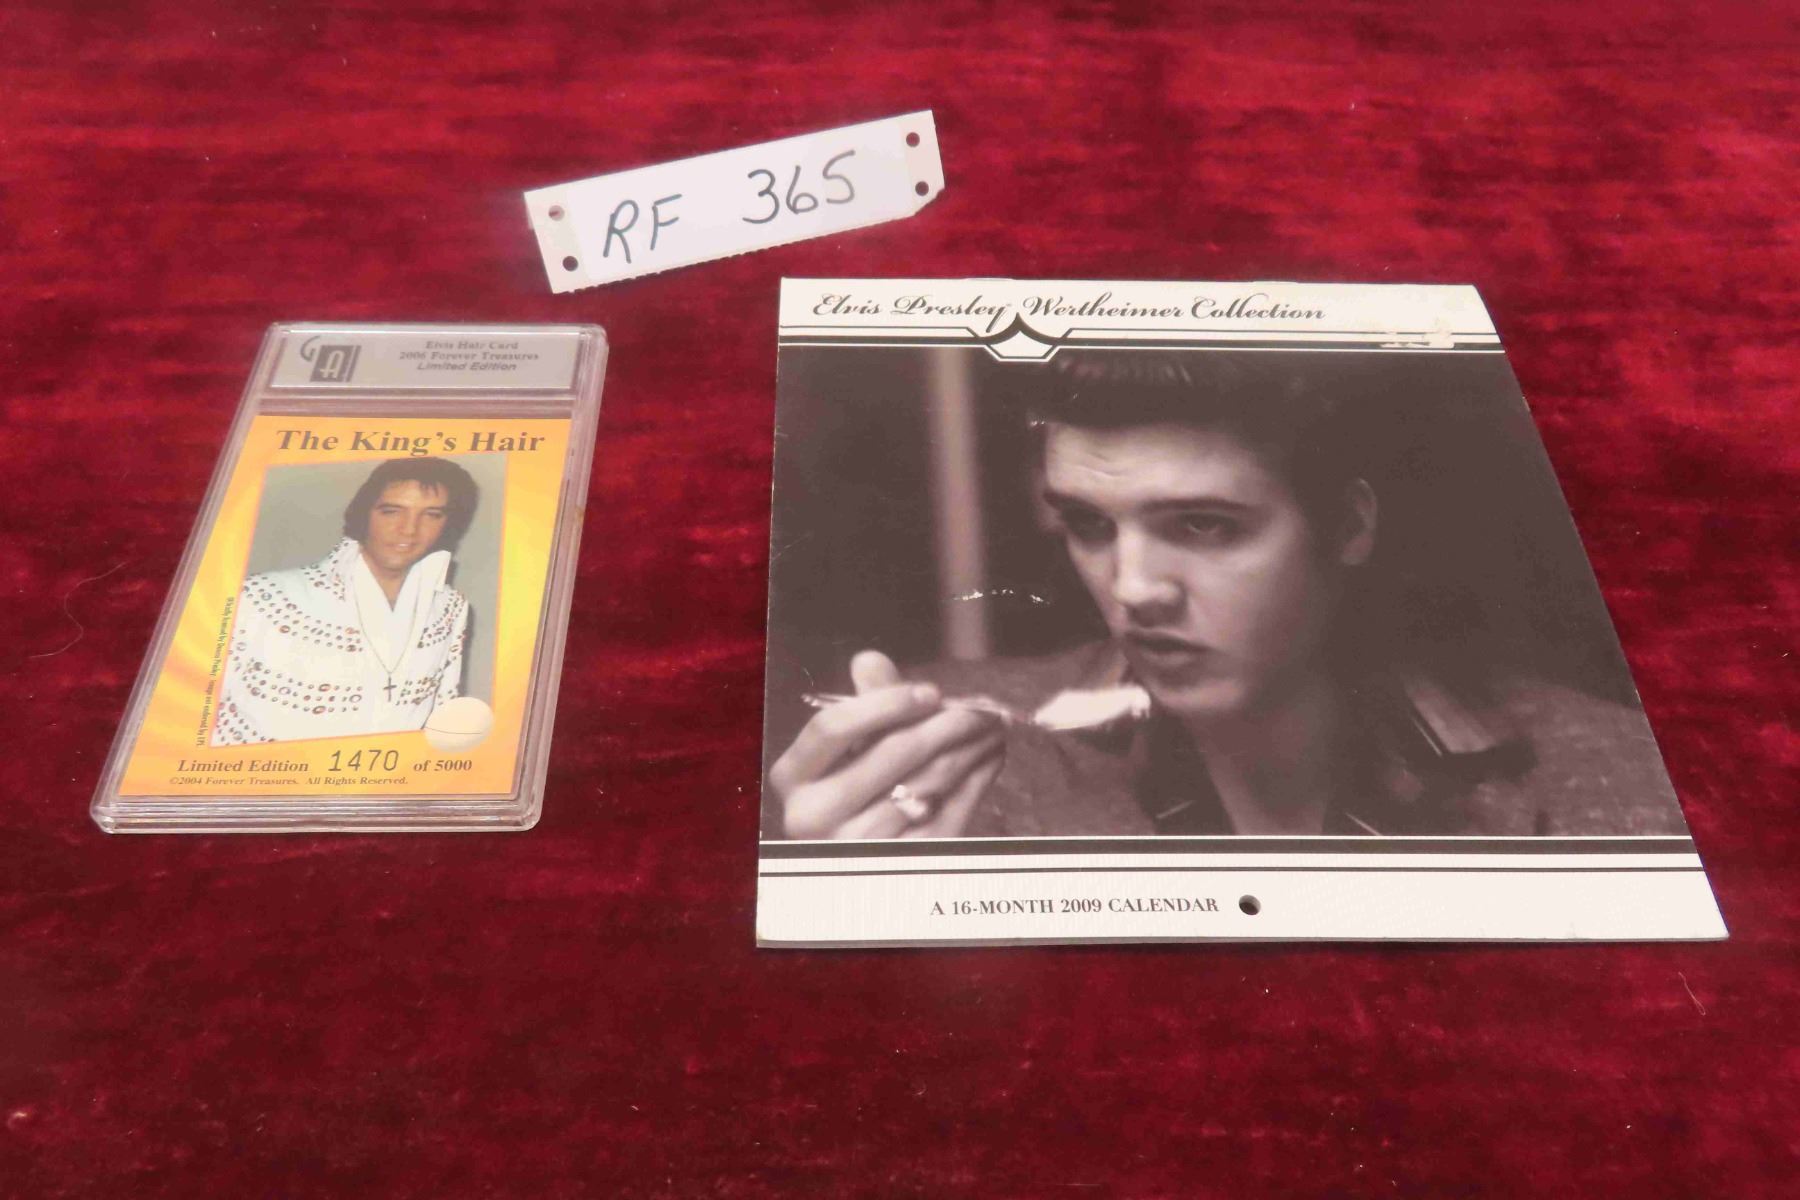 RF 365
Elvis Presley Wertheimer Collection
A 16-MONTH 2009 CALENDAR
GAI
Elvis Hair Card
2006 Forever Treasures
Limited Edition
The King's Hair
Limited Edition 1470 of 5000
©2004 Forever Treasures. All Rights Reserved.